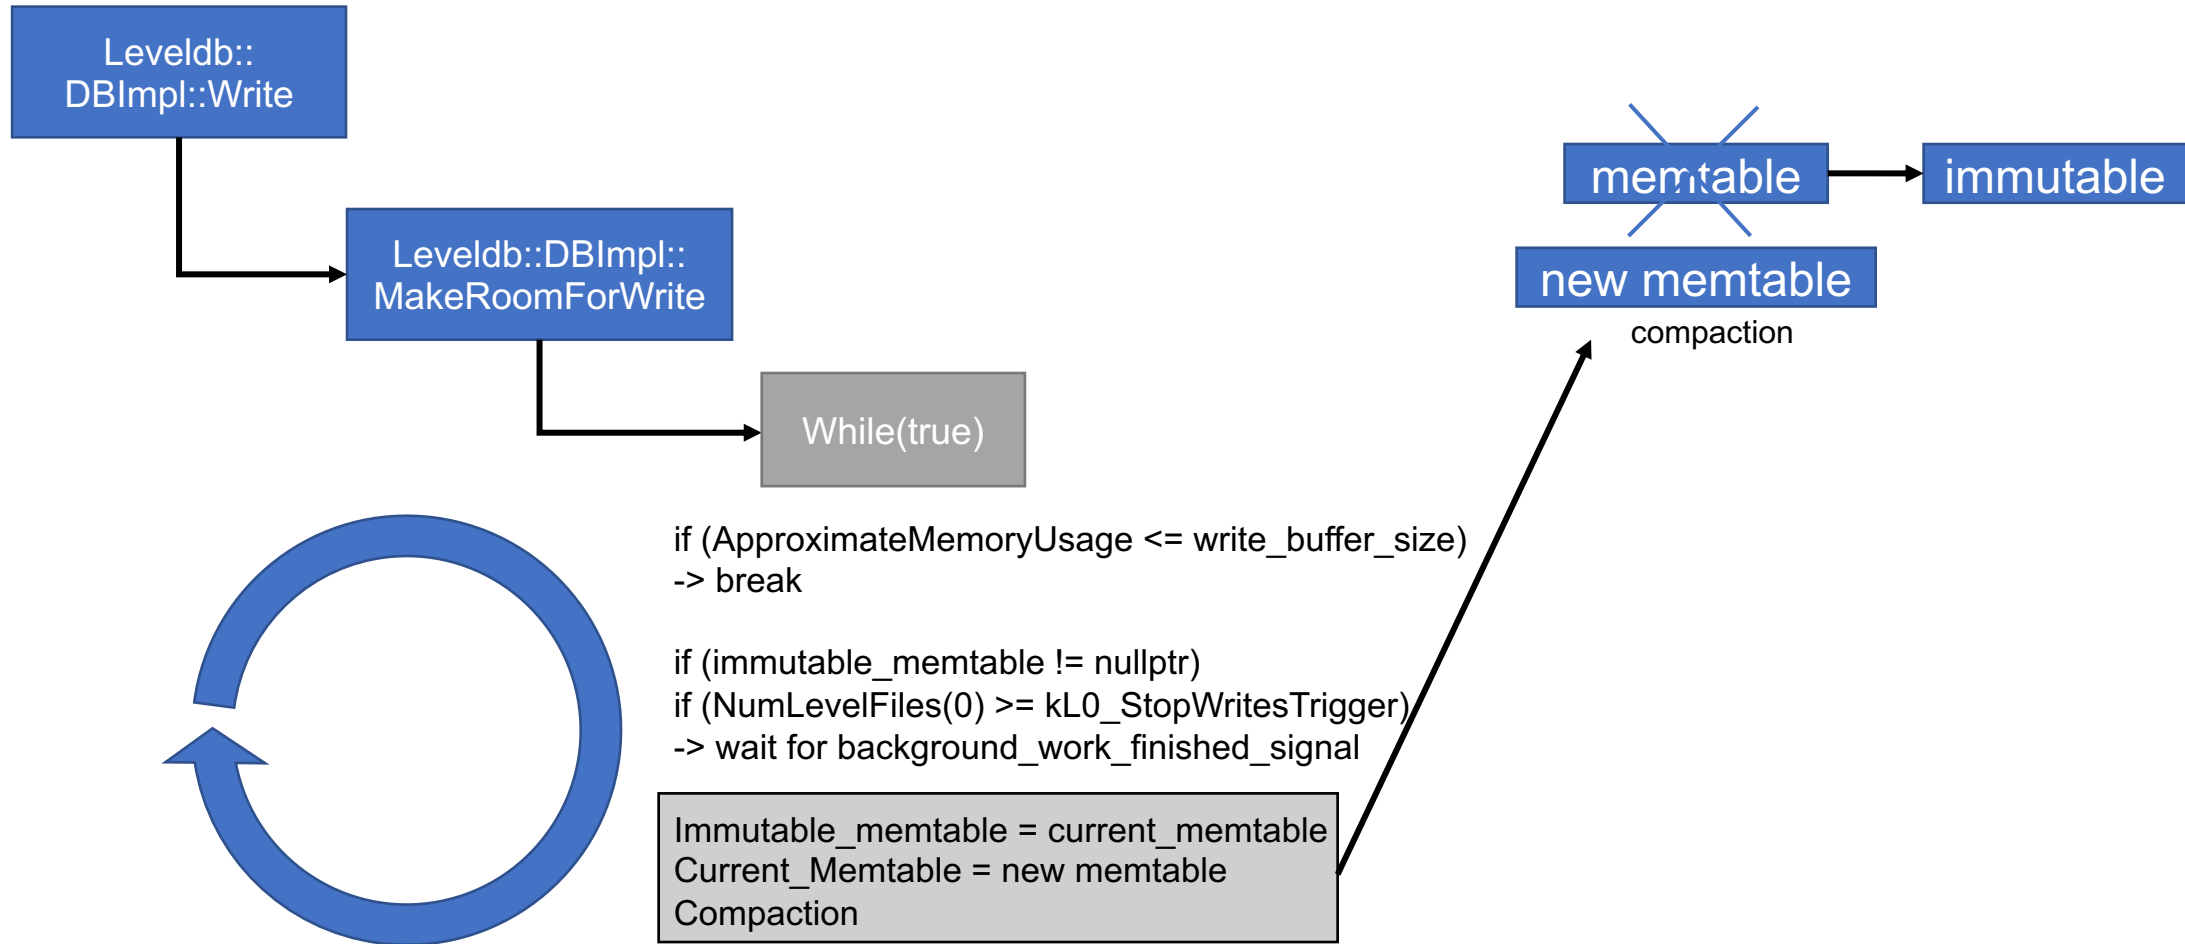 Leveldb::
DBImpl::Write
Leveldb::DBImpl::
MakeRoomForWrite
While(true)
if (ApproximateMemoryUsage <= write_buffer_size)
-> break
if (immutable_memtable != nullptr)
if (NumLevelFiles(0) >= kL0_StopWritesTrigger)
-> wait for background_work_finished_signal
Immutable_memtable = current_memtable
Current_Memtable = new memtable
Compaction
memtable
immutable
new memtable
compaction